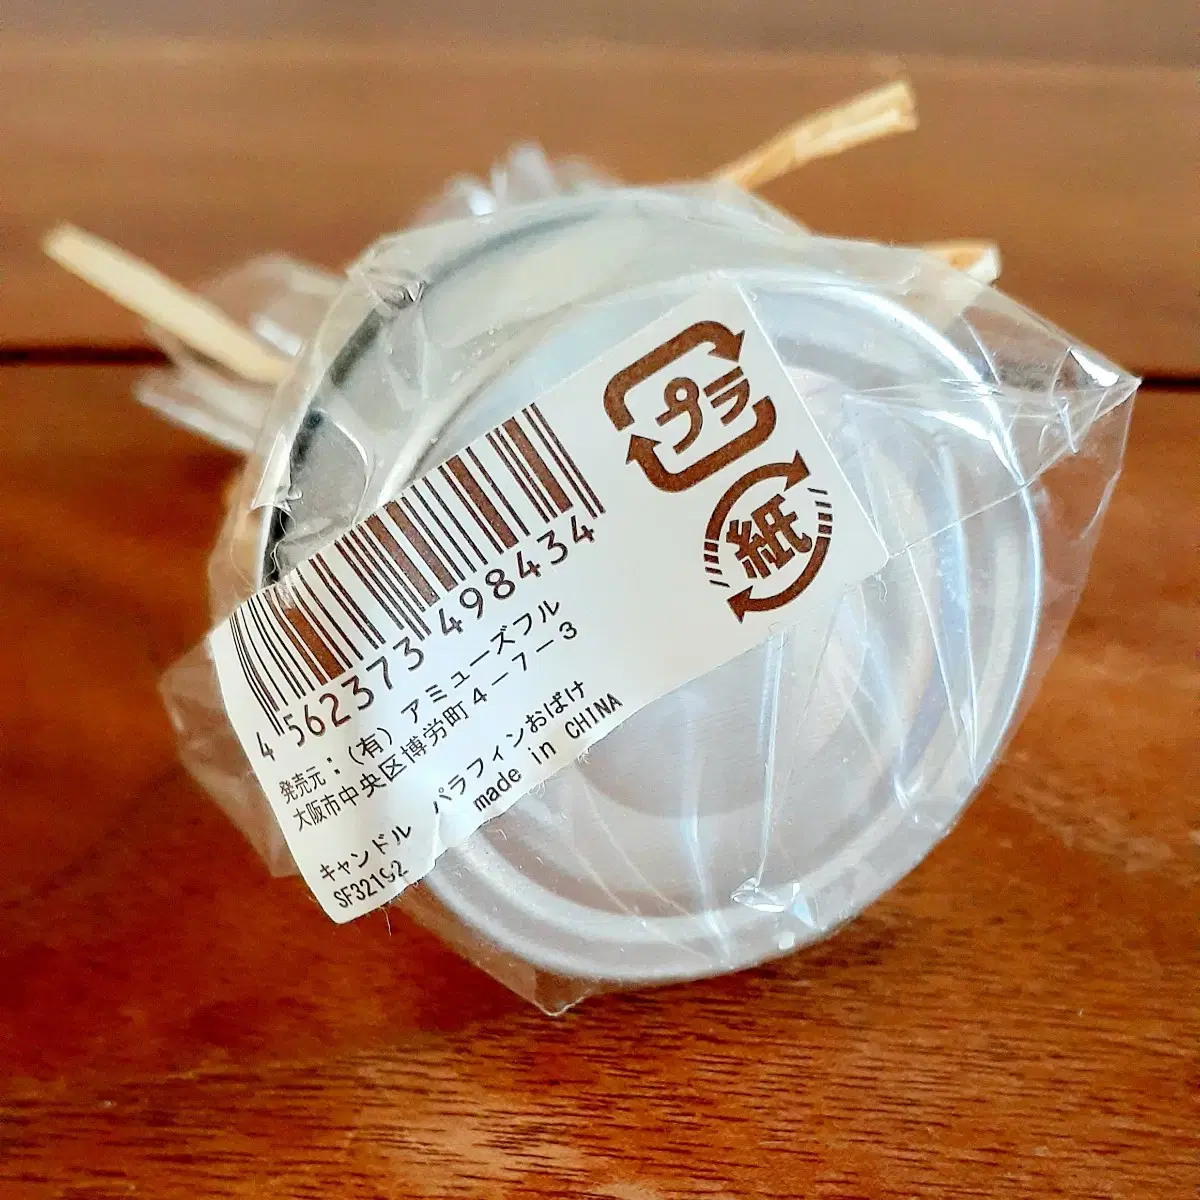 プラ
紙
4 562373 498434
発売元：(有) アミューズフル
大阪市中央区博労町４－７－３
キャンドル パラフィンおばけ
made in CHINA